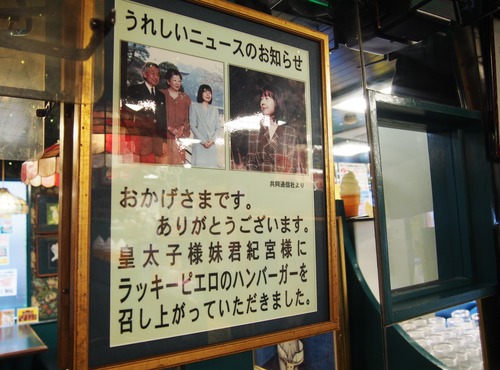 うれしいニュースのお知らせ
共同通信社より
おかげさまです。
ありがとうございます。
皇太子様妹君紀宮様に
ラッキーピエロのハンバーガーを
召し上がっていただきました。